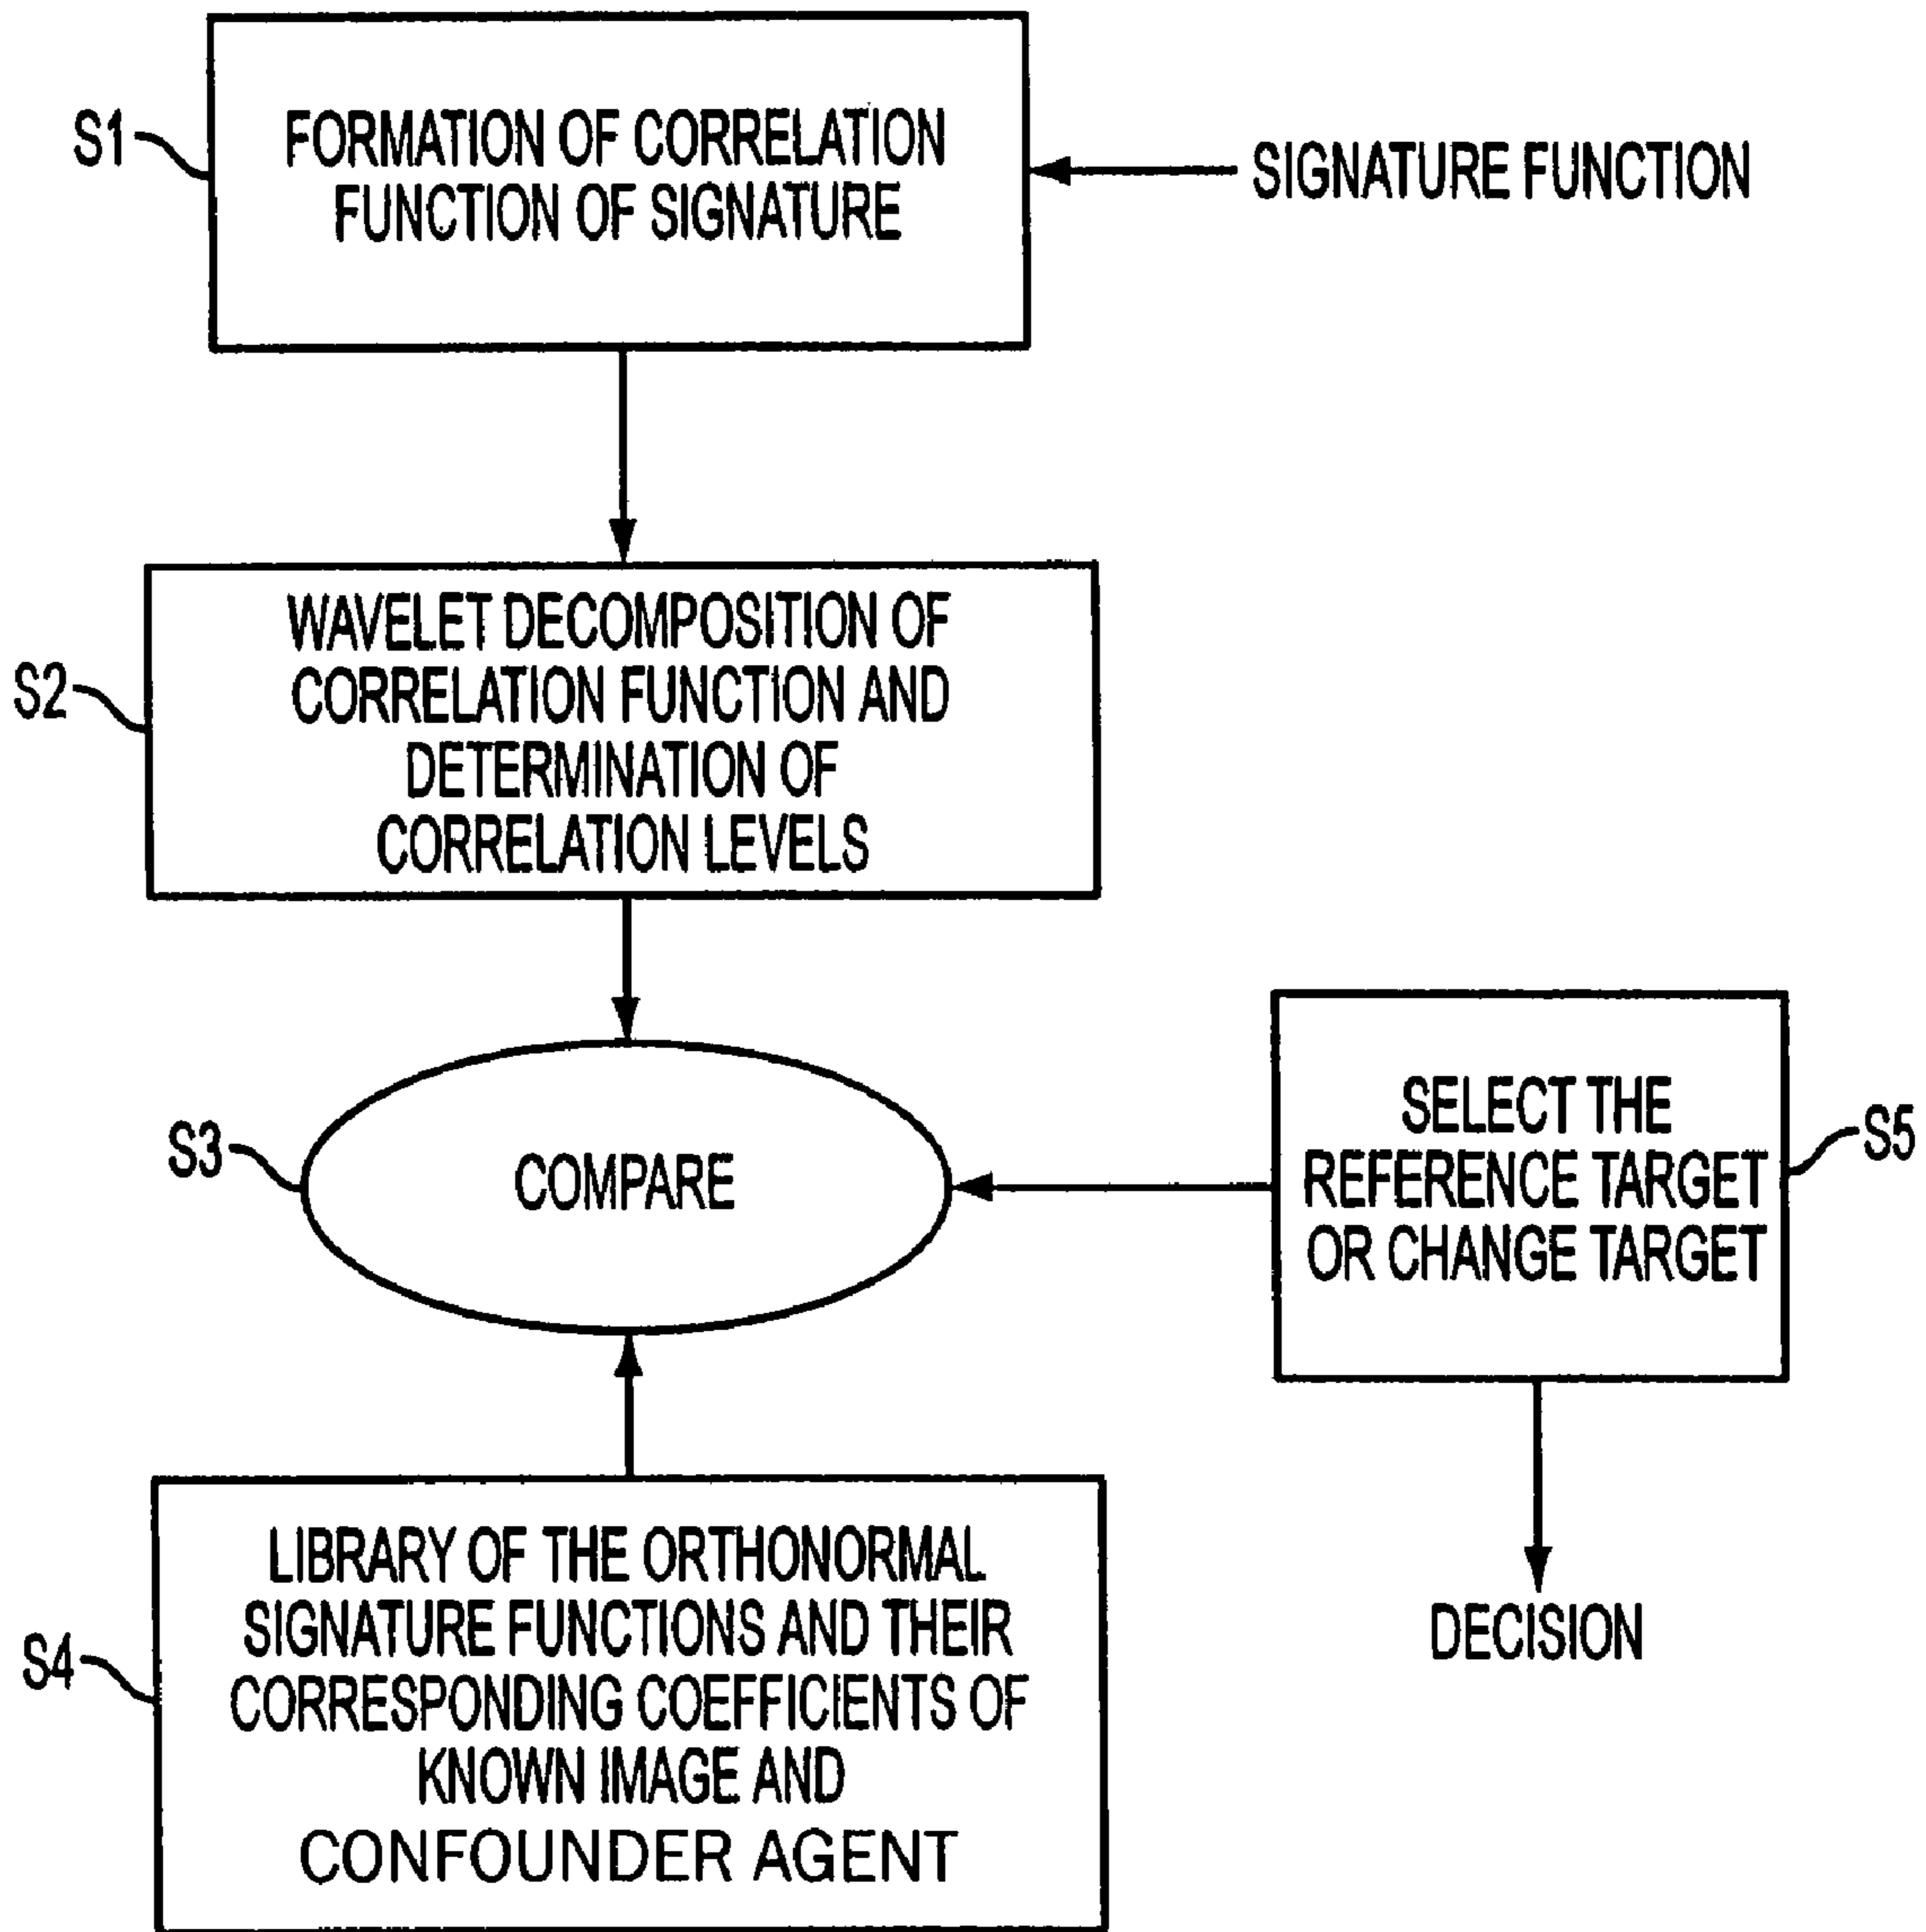 S1
FORMATION OF CORRELATION
FUNCTION OF SIGNATURE
SIGNATURE FUNCTION
S2
WAVELET DECOMPOSITION OF
CORRELATION FUNCTION AND
DETERMINATION OF
CORRELATION LEVELS
S3
COMPARE
SELECT THE
REFERENCE TARGET
OR CHANGE TARGET
S5
DECISION
S4
LIBRARY OF THE ORTHONORMAL
SIGNATURE FUNCTIONS AND THEIR
CORRESPONDING COEFFICIENTS OF
KNOWN IMAGE AND
CONFOUNDER AGENT